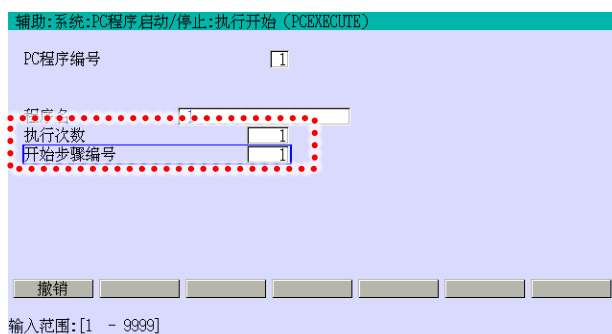 辅助:系统:PC程序启动/停止:执行开始 (PCEXECUTE)
PC程序编号 1
程序名 1
执行次数 1
开始步骤编号 1
撤销
输入范围:[1 - 9999]